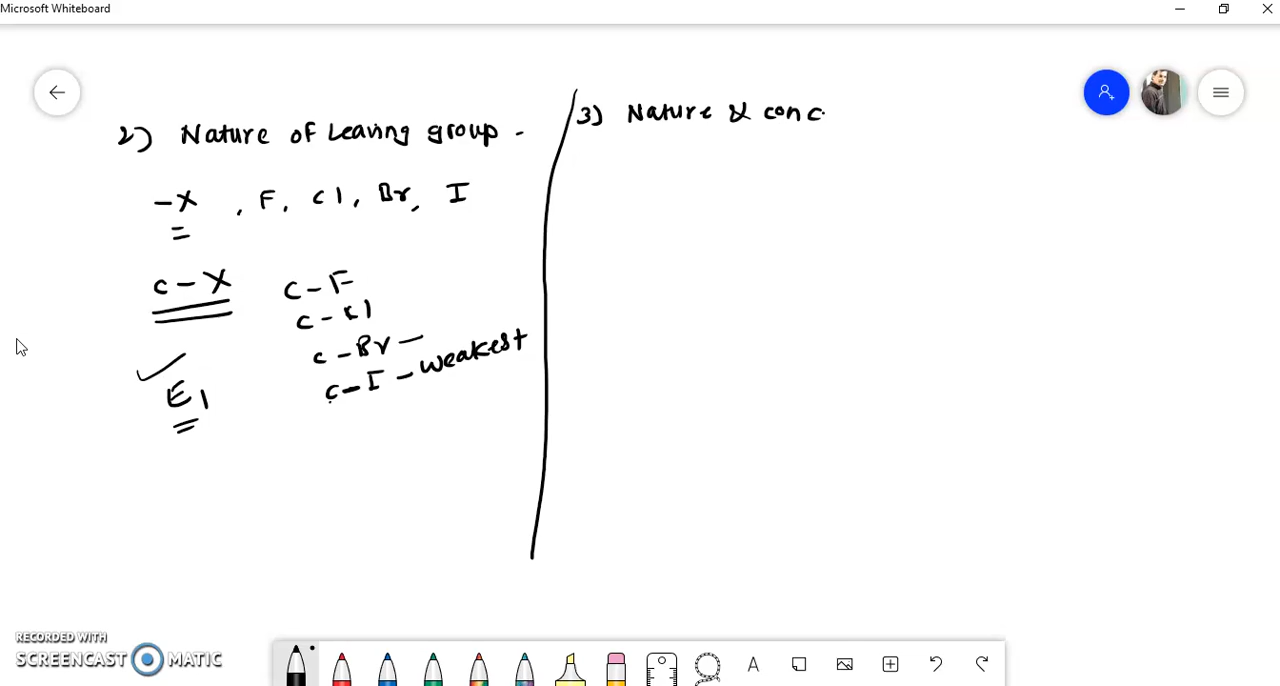 Microsoft Whiteboard
2) Nature of Leaving group -
-X , F, Cl, Br, I
C-X
C-F
C-Cl
C-Br -
C-I - weakest
E1
3) Nature & conc
RECORDED WITH
SCREENCAST MATIC
A